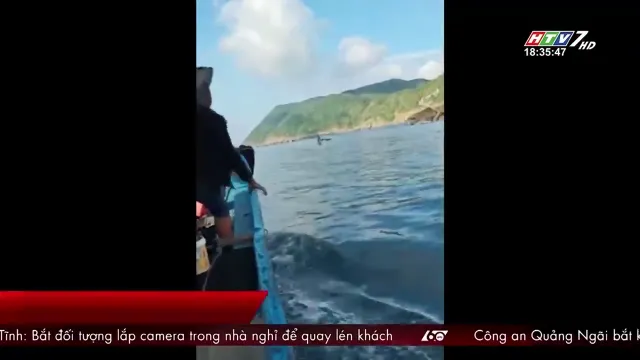 HTV7 HD
18:35:47
Tĩnh: Bắt đối tượng lắp camera trong nhà nghỉ để quay lén khách 60 Công an Quảng Ngãi bắt k